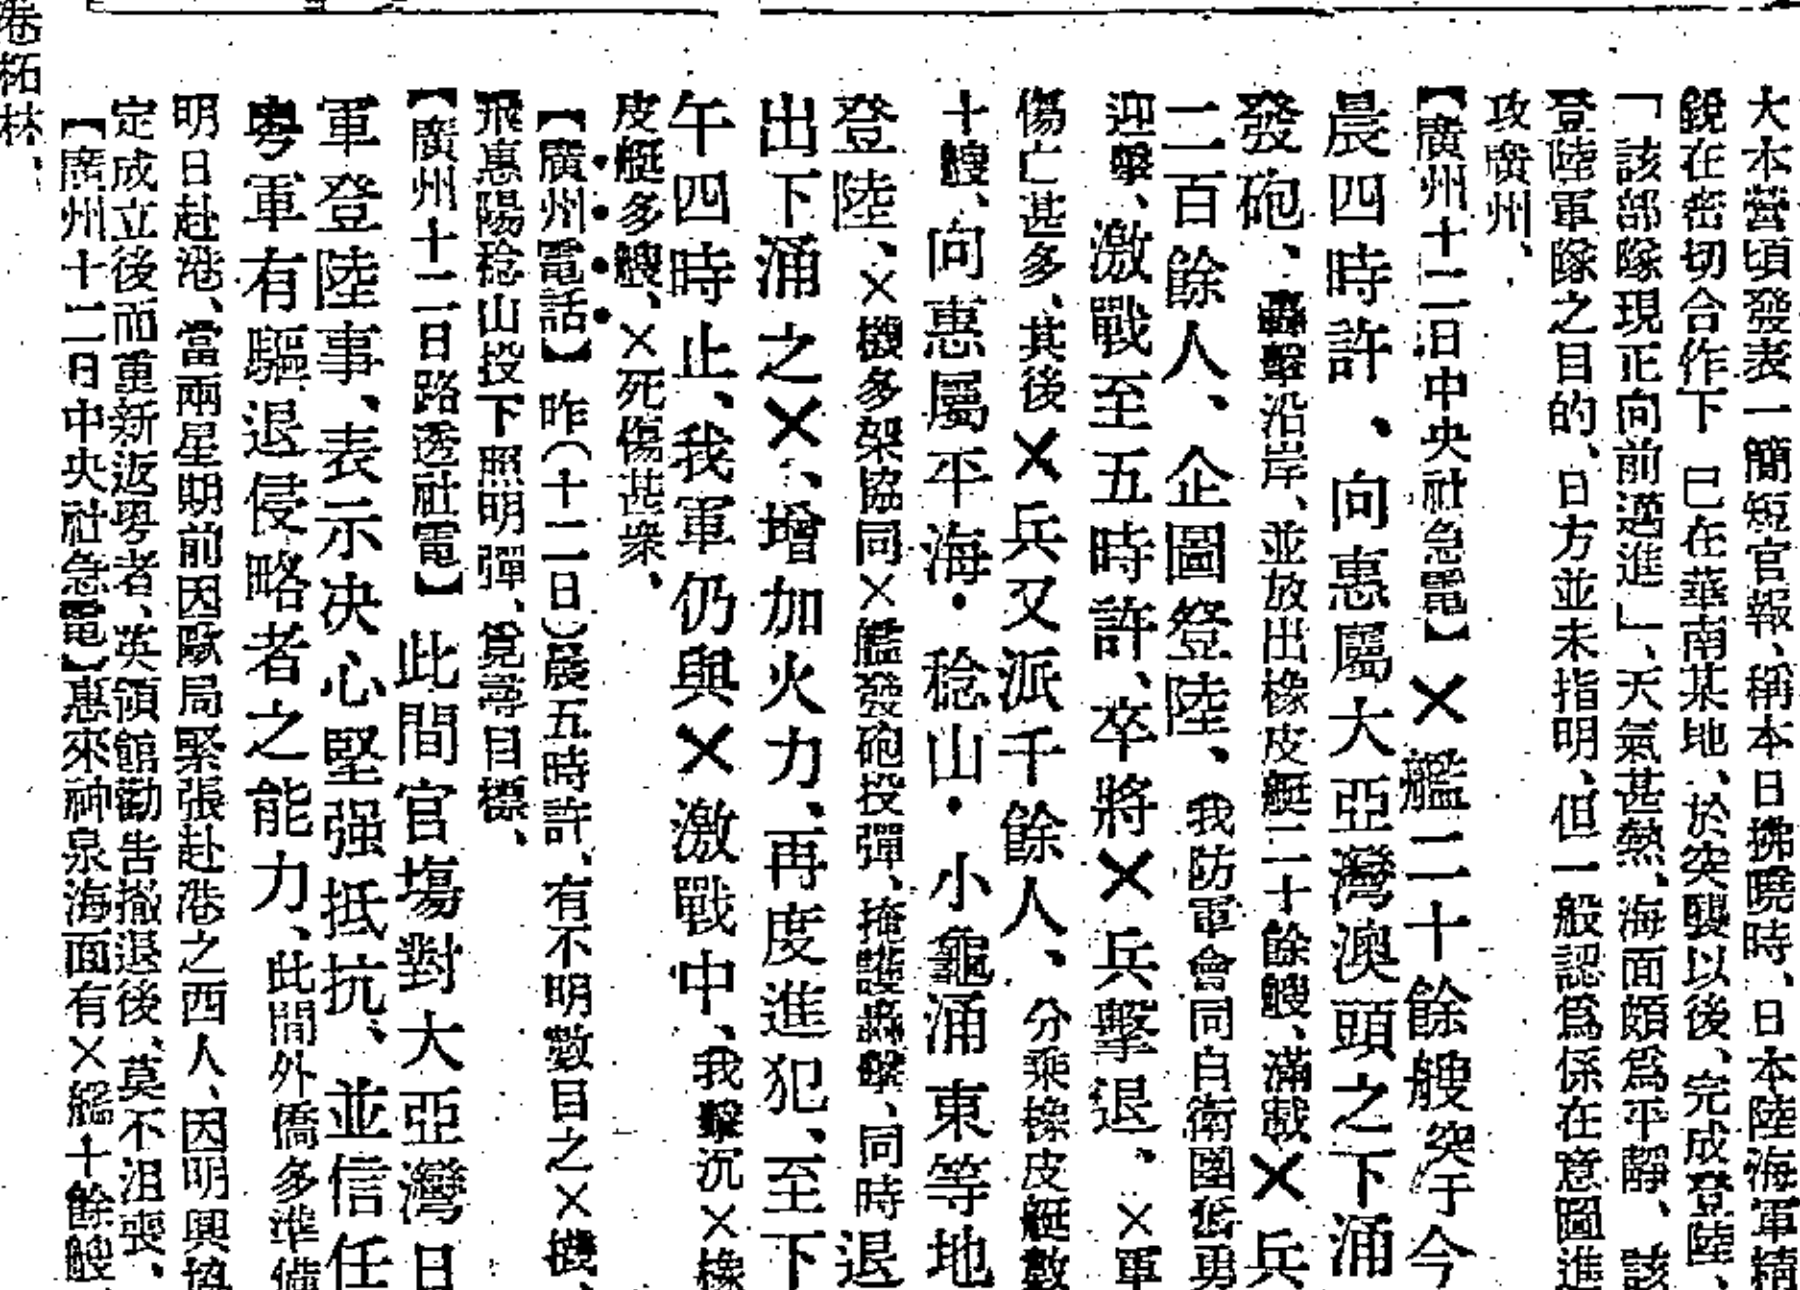 大本營頃發表一簡短官報、稱本日拂曉時、日本陸海軍精
銳在密切合作下　已在華南某地、於突襲以後、完成登陸、
「該部隊現正向前邁進」、天氣甚熱、海面頗爲平靜、該
登陸軍隊之目的、日方並未指明、但一般認爲係在意圖進
攻廣州、
【廣州十二日中央社急電】×艦二十餘艘突于今
晨四時許、向惠屬大亞灣澳頭之下涌
發砲、轟擊沿岸、並放出橡皮艇二十餘艘、滿載×兵
二百餘人、企圖登陸、我防軍會同自衛團奮勇
迎擊、激戰至五時許、卒將×兵擊退、×軍
傷亡甚多、其後×兵又派千餘人、分乘橡皮艇數
十艘、向惠屬平海・稔山・小龜涌東等地
登陸、×機多架協同×艦發砲投彈、掩護轟擊、同時退
出下涌之×、增加火力、再度進犯、至下
午四時止、我軍仍與×激戰中、我擊沉×橡
皮艇多艘、×死傷甚衆、
【廣州電話】昨(十二日)晨五時許、有不明數目之×機、
飛惠陽稔山投下照明彈、覓尋目標、
【廣州十二日路透社電】此間官塲對大亞灣日
軍登陸事、表示决心堅强抵抗、並信任
粵軍有驅退侵略者之能力、此間外僑多準備
明日赴港、當兩星期前因歐局緊張赴港之西人、因明興協
定成立後而重新返粵者、英領館勸告撤退後、莫不沮喪、
【廣州十二日中央社急電】惠來神泉海面有×艦十餘艘、
港柘林、